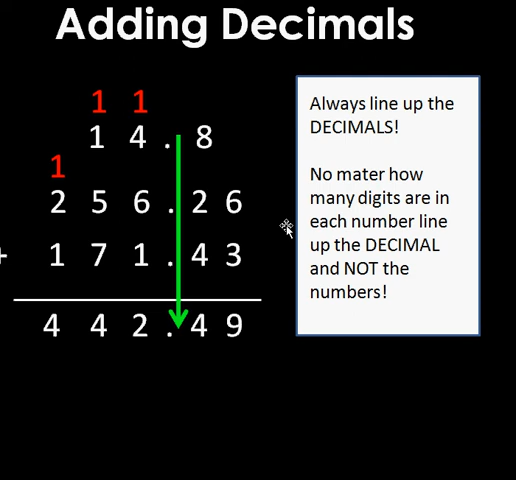 Adding Decimals
1 1
1 4 . 8
1
2 5 6 . 2 6
+ 1 7 1 . 4 3
4 4 2 . 4 9
Always line up the
DECIMALS!
No mater how
many digits are in
each number line
up the DECIMAL
and NOT the
numbers!